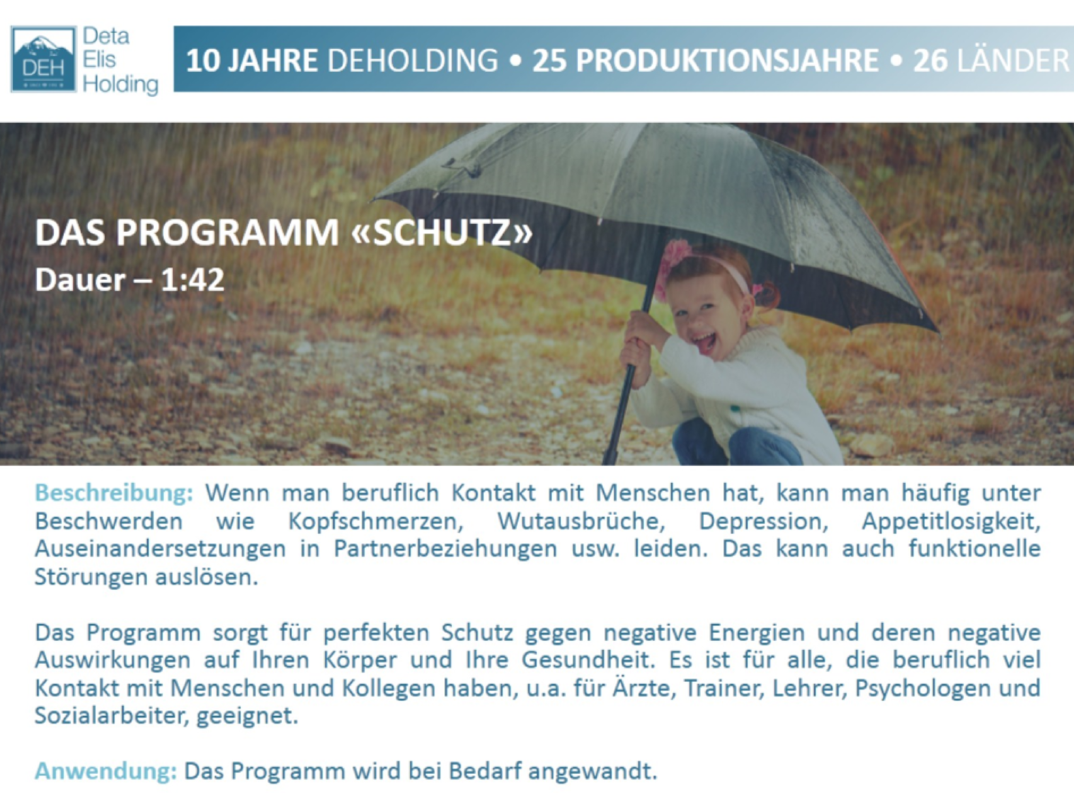 DEH
Deta
Elis
Holding
10 JAHRE DEHOLDING • 25 PRODUKTIONSJAHRE • 26 LÄNDER
DAS PROGRAMM «SCHUTZ»
Dauer – 1:42
Beschreibung: Wenn man beruflich Kontakt mit Menschen hat, kann man häufig unter
Beschwerden wie Kopfschmerzen, Wutausbrüche, Depression, Appetitlosigkeit,
Auseinandersetzungen in Partnerbeziehungen usw. leiden. Das kann auch funktionelle
Störungen auslösen.
Das Programm sorgt für perfekten Schutz gegen negative Energien und deren negative
Auswirkungen auf Ihren Körper und Ihre Gesundheit. Es ist für alle, die beruflich viel
Kontakt mit Menschen und Kollegen haben, u.a. für Ärzte, Trainer, Lehrer, Psychologen und
Sozialarbeiter, geeignet.
Anwendung: Das Programm wird bei Bedarf angewandt.